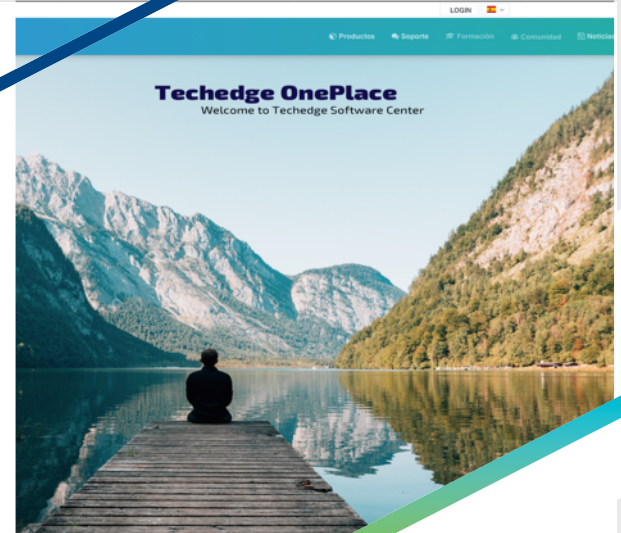 LOGIN
Productos Soporte Formación Comunidad Noticias
Techedge OnePlace
Welcome to Techedge Software Center